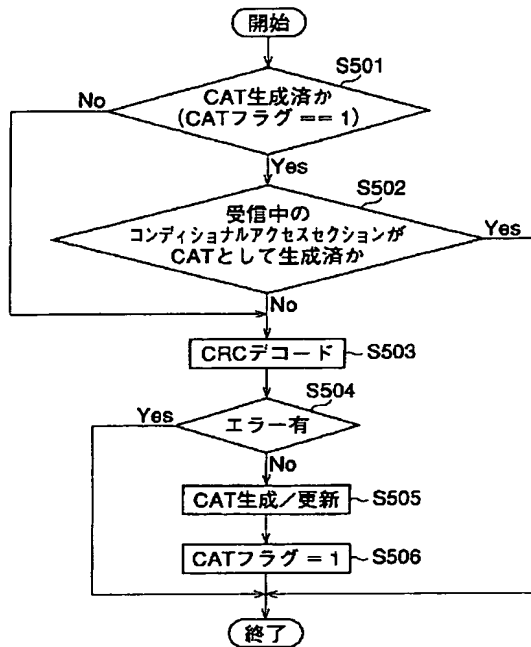 開始
S501
No
CAT生成済か
(CATフラグ == 1)
Yes
S502
受信中の
コンディショナルアクセスセクションが
CATとして生成済か
Yes
No
CRCデコード
S503
S504
Yes
エラー有
No
CAT生成/更新
S505
CATフラグ = 1
S506
終了